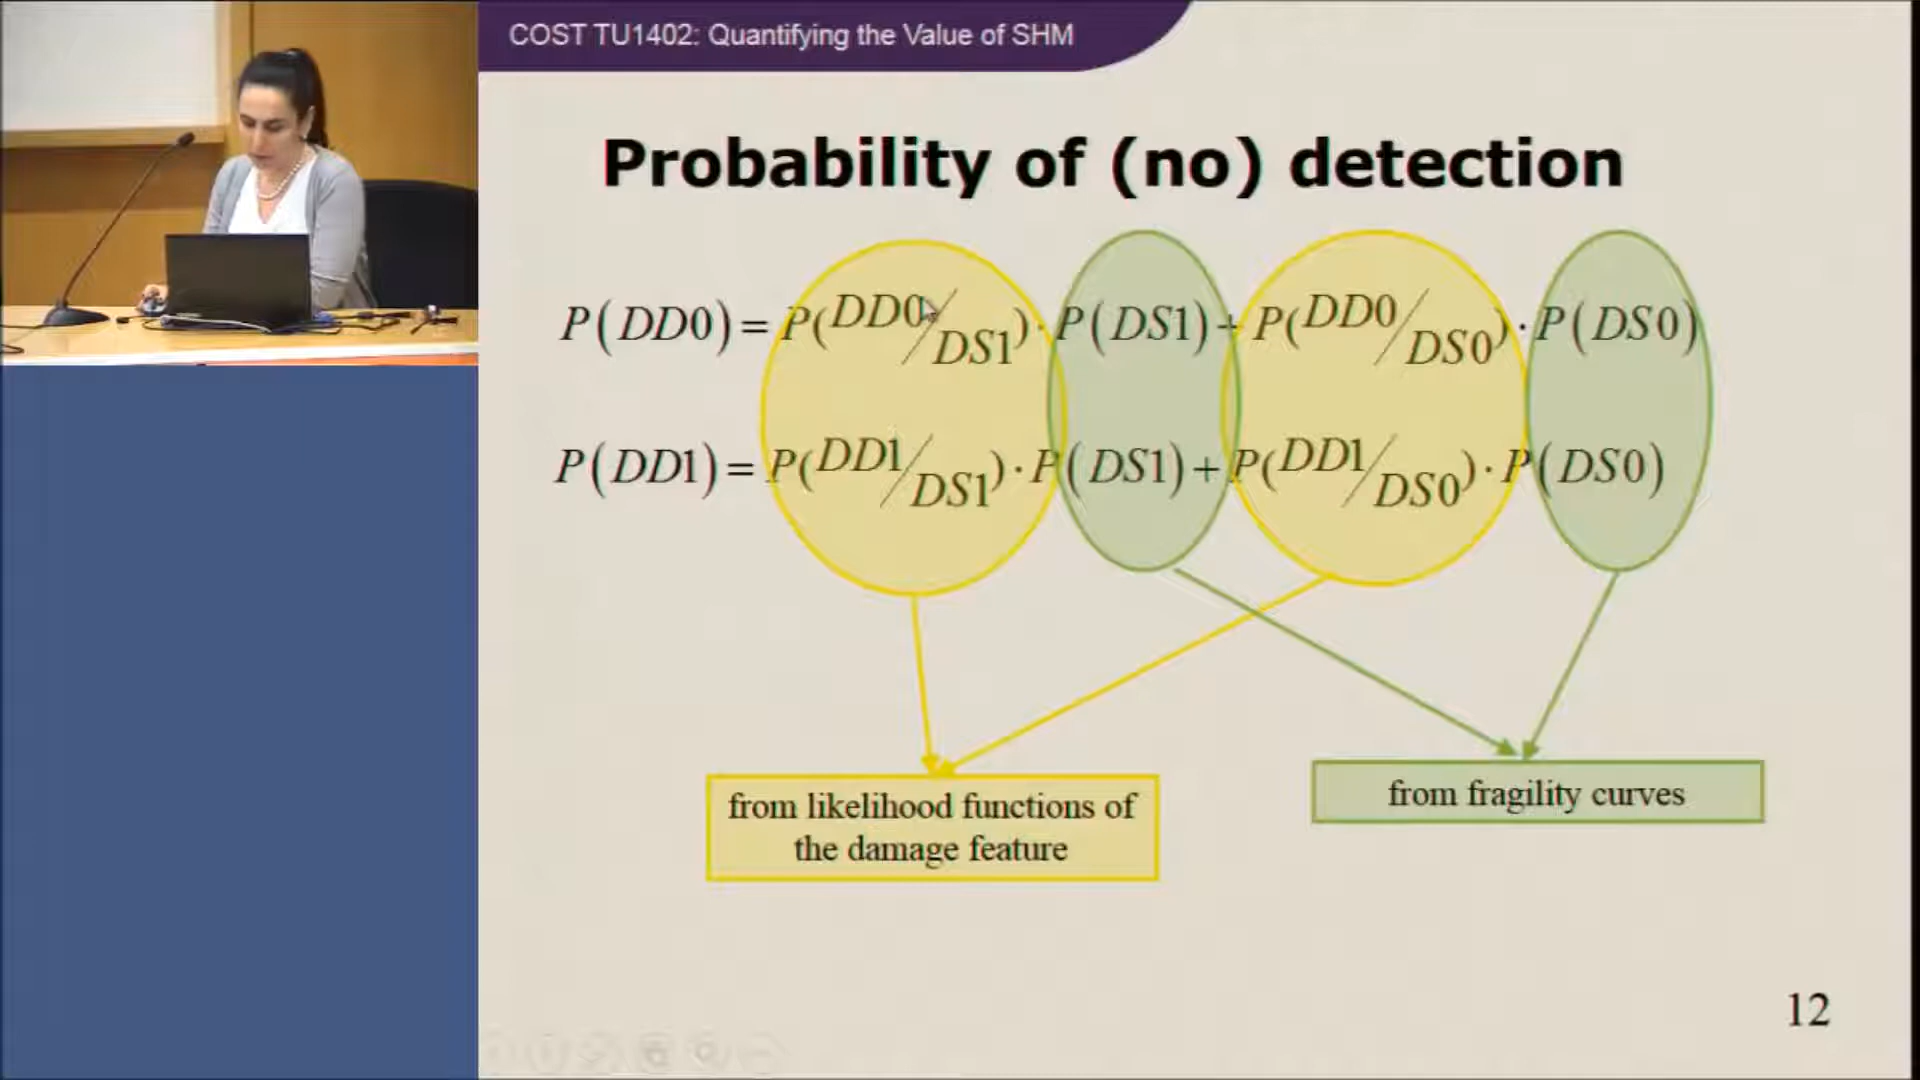 COST TU1402: Quantifying the Value of SHM
Probability of (no) detection
P(DD0) = P(DD0/DS1) · P(DS1) + P(DD0/DS0) · P(DS0)
P(DD1) = P(DD1/DS1) · P(DS1) + P(DD1/DS0) · P(DS0)
from likelihood functions of
the damage feature
from fragility curves
12